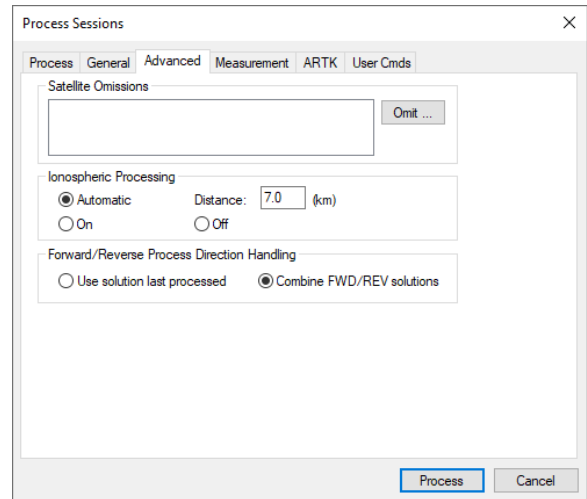 Process Sessions
Process General Advanced Measurement ARTK User Cmds
Satellite Omissions
Omit ...
Ionospheric Processing
Automatic Distance: 7.0 (km)
On Off
Forward/Reverse Process Direction Handling
Use solution last processed Combine FWD/REV solutions
Process Cancel